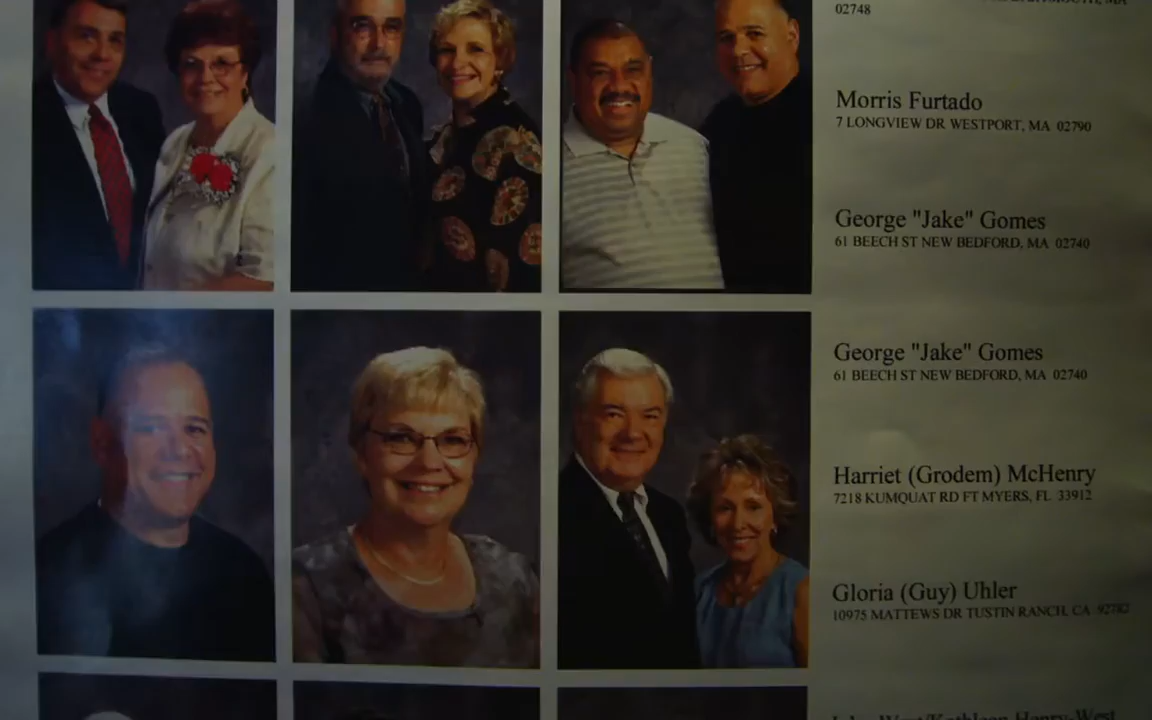 02748
Morris Furtado
7 LONGVIEW DR WESTPORT, MA 02790
George "Jake" Gomes
61 BEECH ST NEW BEDFORD, MA 02740
George "Jake" Gomes
61 BEECH ST NEW BEDFORD, MA 02740
Harriet (Grodem) McHenry
7218 KUMQUAT RD FT MYERS, FL 33912
Gloria (Guy) Uhler
10975 MATTEWS DR TUSTIN RANCH, CA 92782